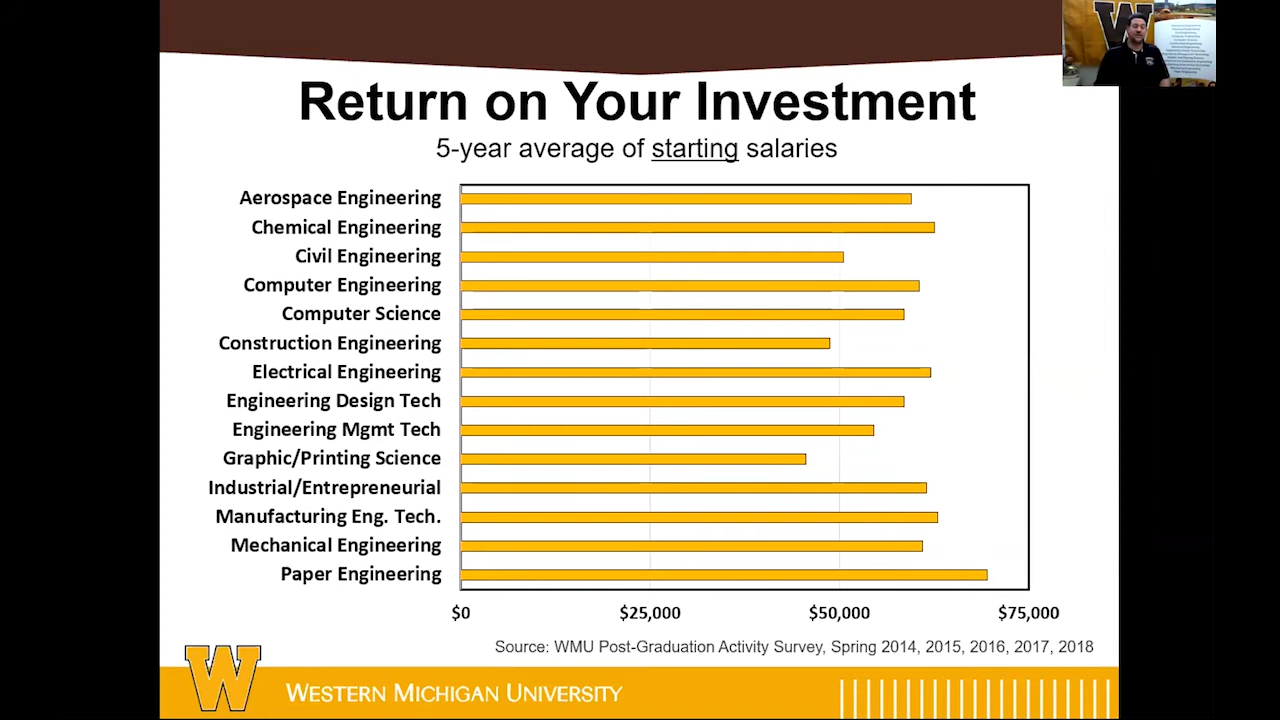 Return on Your Investment
5-year average of starting salaries
Aerospace Engineering
Chemical Engineering
Civil Engineering
Computer Engineering
Computer Science
Construction Engineering
Electrical Engineering
Engineering Design Tech
Engineering Mgmt Tech
Graphic/Printing Science
Industrial/Entrepreneurial
Manufacturing Eng. Tech.
Mechanical Engineering
Paper Engineering
$0 $25,000 $50,000 $75,000
Source: WMU Post-Graduation Activity Survey, Spring 2014, 2015, 2016, 2017, 2018
W WESTERN MICHIGAN UNIVERSITY
W